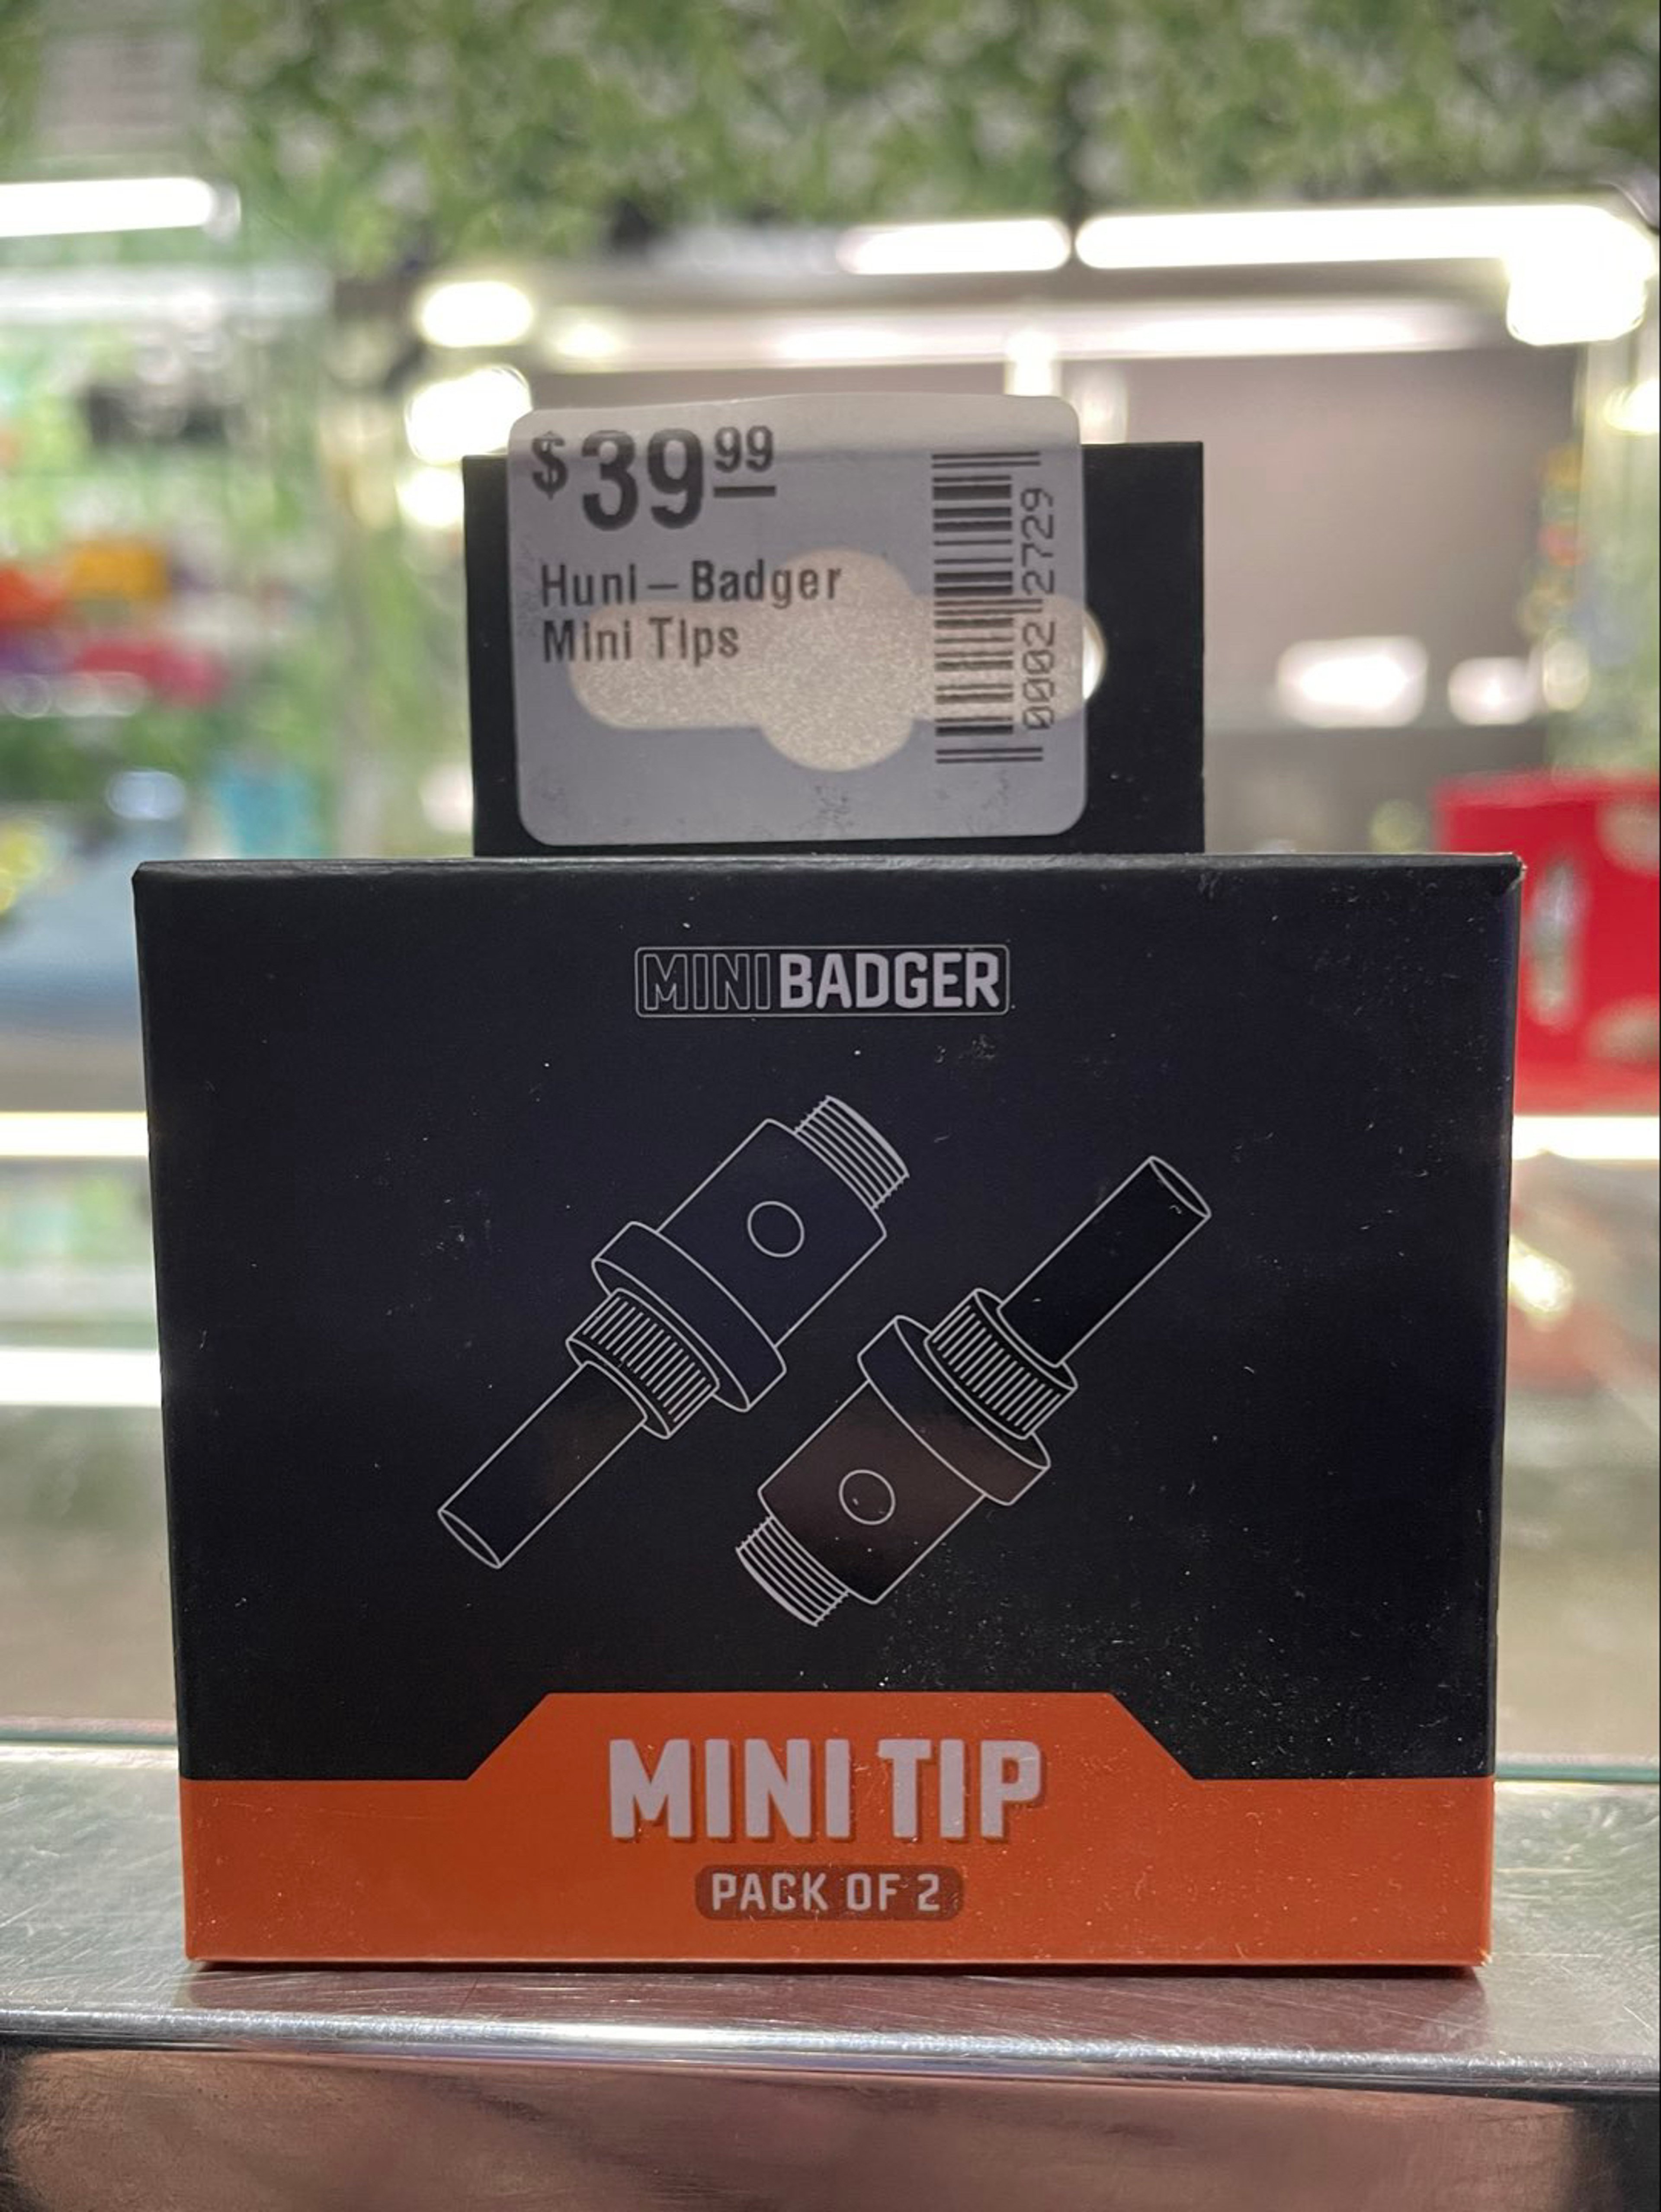 $39.99
Huni-Badger
Mini Tips
0002 2729
MINIBADGER
MINI TIP
PACK OF 2